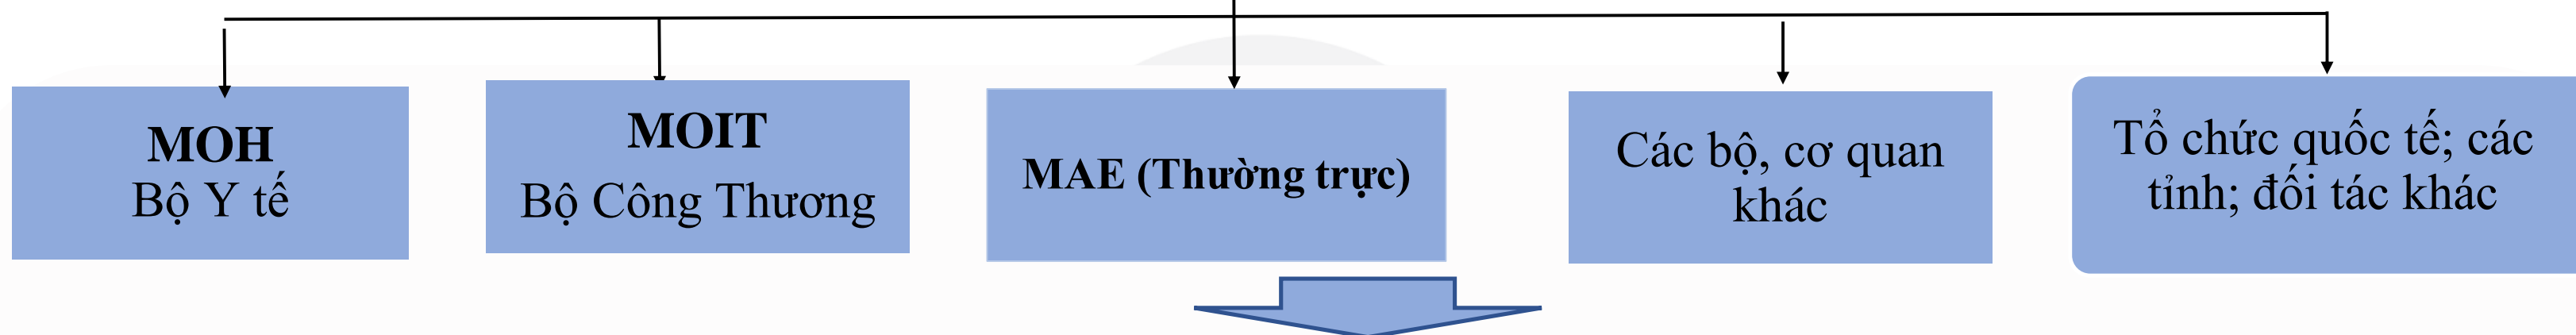 MOH
Bộ Y tế
MOIT
Bộ Công Thương
MAE (Thường trực)
Các bộ, cơ quan
khác
Tổ chức quốc tế; các
tỉnh; đối tác khác